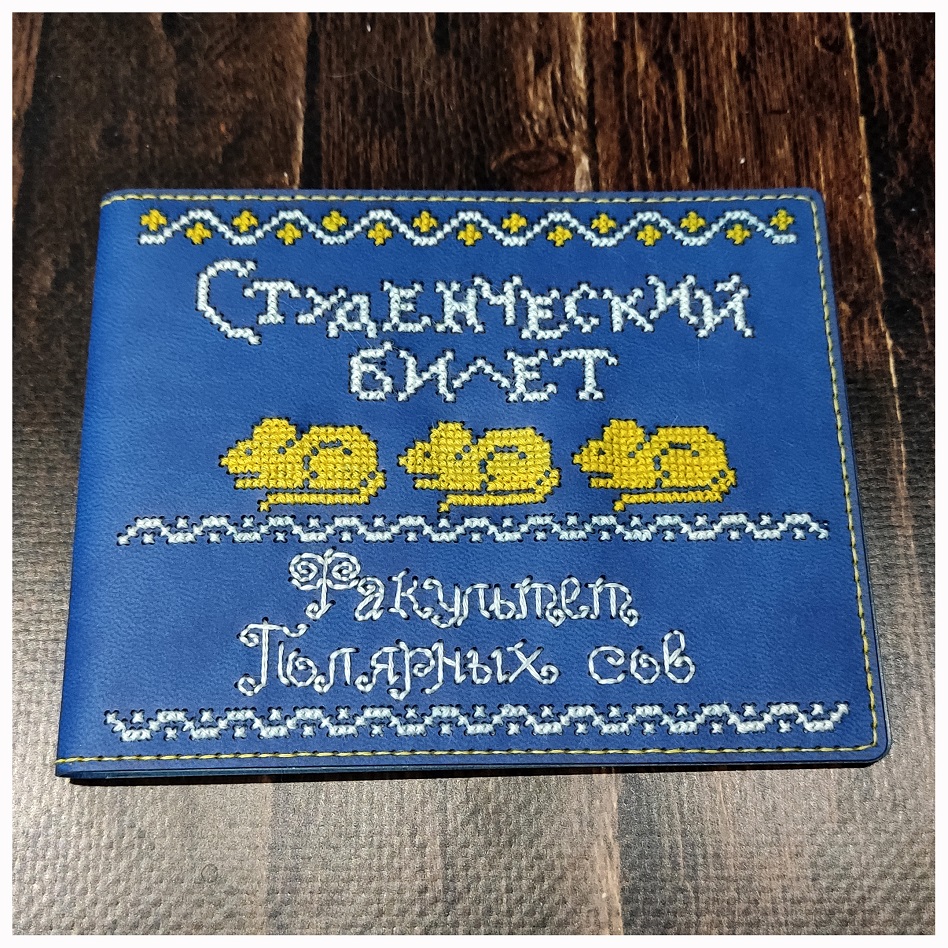 Студенческий
билет
Факультет
Полярных сов